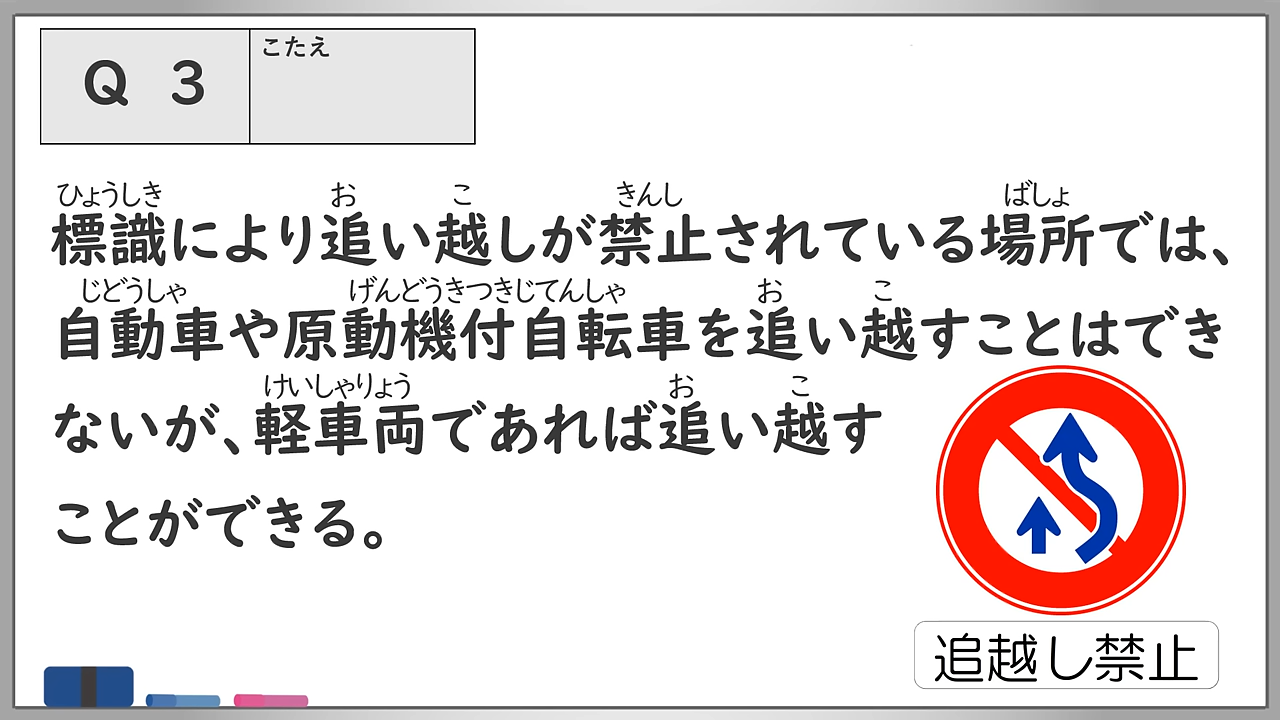 Q 3
こたえ
ひょうしき お こ きんし ばしょ
標識により追い越しが禁止されている場所では、
じどうしゃ げんどうきつきじてんしゃ お こ
自動車や原動機付自転車を追い越すことはでき
けいしゃりょう お こ
ないが、軽車両であれば追い越す
ことができる。
追越し禁止